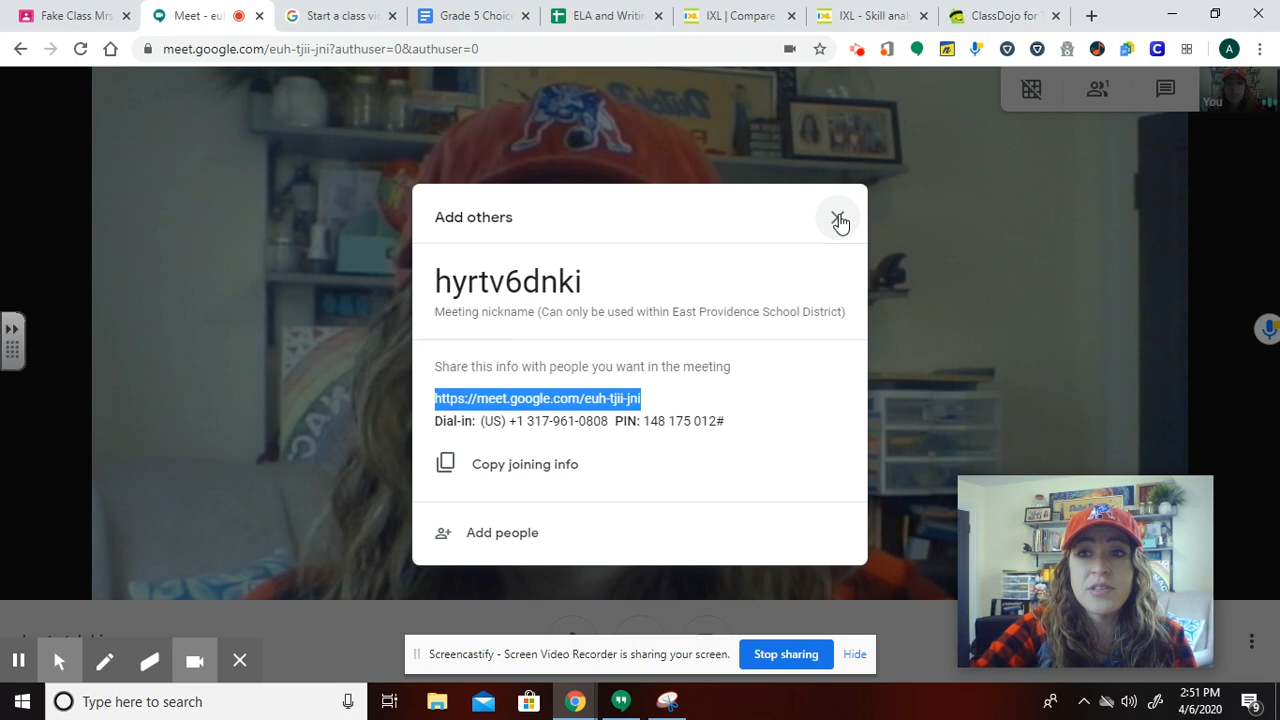 Fake Class Mrs.
Meet - eu
Start a class vi
Grade 5 Choic
ELA and Writin
IXL | Compare
IXL - Skill anal
ClassDojo for T
meet.google.com/euh-tjii-jni?authuser=0&authuser=0
A
1
You
Add others
hyrtv6dnki
Meeting nickname (Can only be used within East Providence School District)
Share this info with people you want in the meeting
https://meet.google.com/euh-tjii-jni
Dial-in: (US) +1 317-961-0808 PIN: 148 175 012#
Copy joining info
Add people
Screencastify - Screen Video Recorder is sharing your screen.
Stop sharing
Hide
Type here to search
2:51 PM
4/6/2020
9